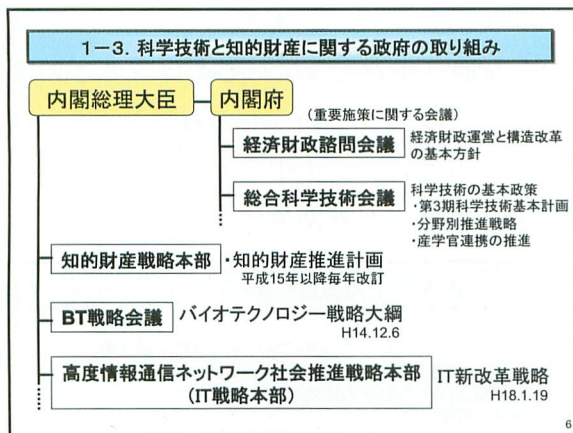 1－3. 科学技術と知的財産に関する政府の取り組み
内閣総理大臣
内閣府
(重要施策に関する会議)
経済財政諮問会議
経済財政運営と構造改革
の基本方針
総合科学技術会議
科学技術の基本政策
・第3期科学技術基本計画
・分野別推進戦略
・産学官連携の推進
知的財産戦略本部
・知的財産推進計画
平成15年以降毎年改訂
BT戦略会議
バイオテクノロジー戦略大綱
H14.12.6
高度情報通信ネットワーク社会推進戦略本部
(IT戦略本部)
IT新改革戦略
H18.1.19
6